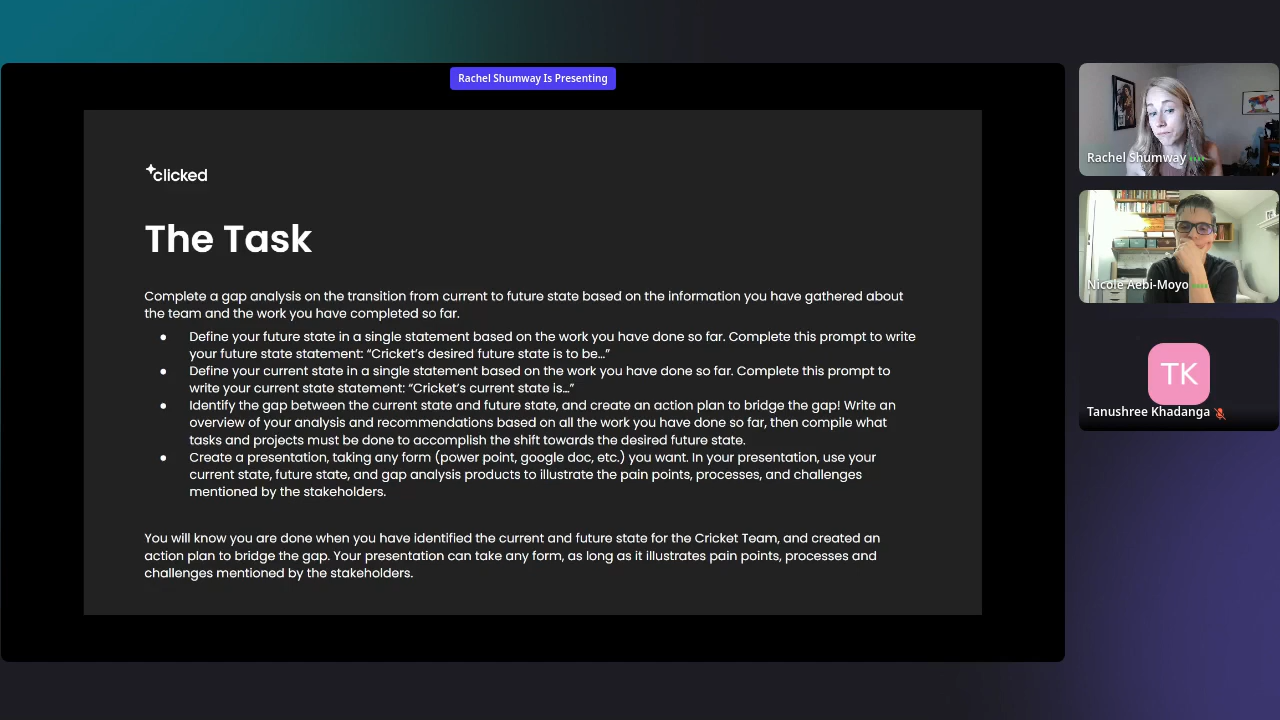 Rachel Shumway Is Presenting
clicked
The Task
Complete a gap analysis on the transition from current to future state based on the information you have gathered about
the team and the work you have completed so far.
● Define your future state in a single statement based on the work you have done so far. Complete this prompt to write
your future state statement: “Cricket’s desired future state is to be…”
● Define your current state in a single statement based on the work you have done so far. Complete this prompt to
write your current state statement: “Cricket’s current state is…”
● Identify the gap between the current state and future state, and create an action plan to bridge the gap! Write an
overview of your analysis and recommendations based on all the work you have done so far, then compile what
tasks and projects must be done to accomplish the shift towards the desired future state.
● Create a presentation, taking any form (power point, google doc, etc.) you want. In your presentation, use your
current state, future state, and gap analysis products to illustrate the pain points, processes, and challenges
mentioned by the stakeholders.
You will know you are done when you have identified the current and future state for the Cricket Team, and created an
action plan to bridge the gap. Your presentation can take any form, as long as it illustrates pain points, processes and
challenges mentioned by the stakeholders.
Rachel Shumway
Nicole Aebi-Moyo
TK
Tanushree Khadanga